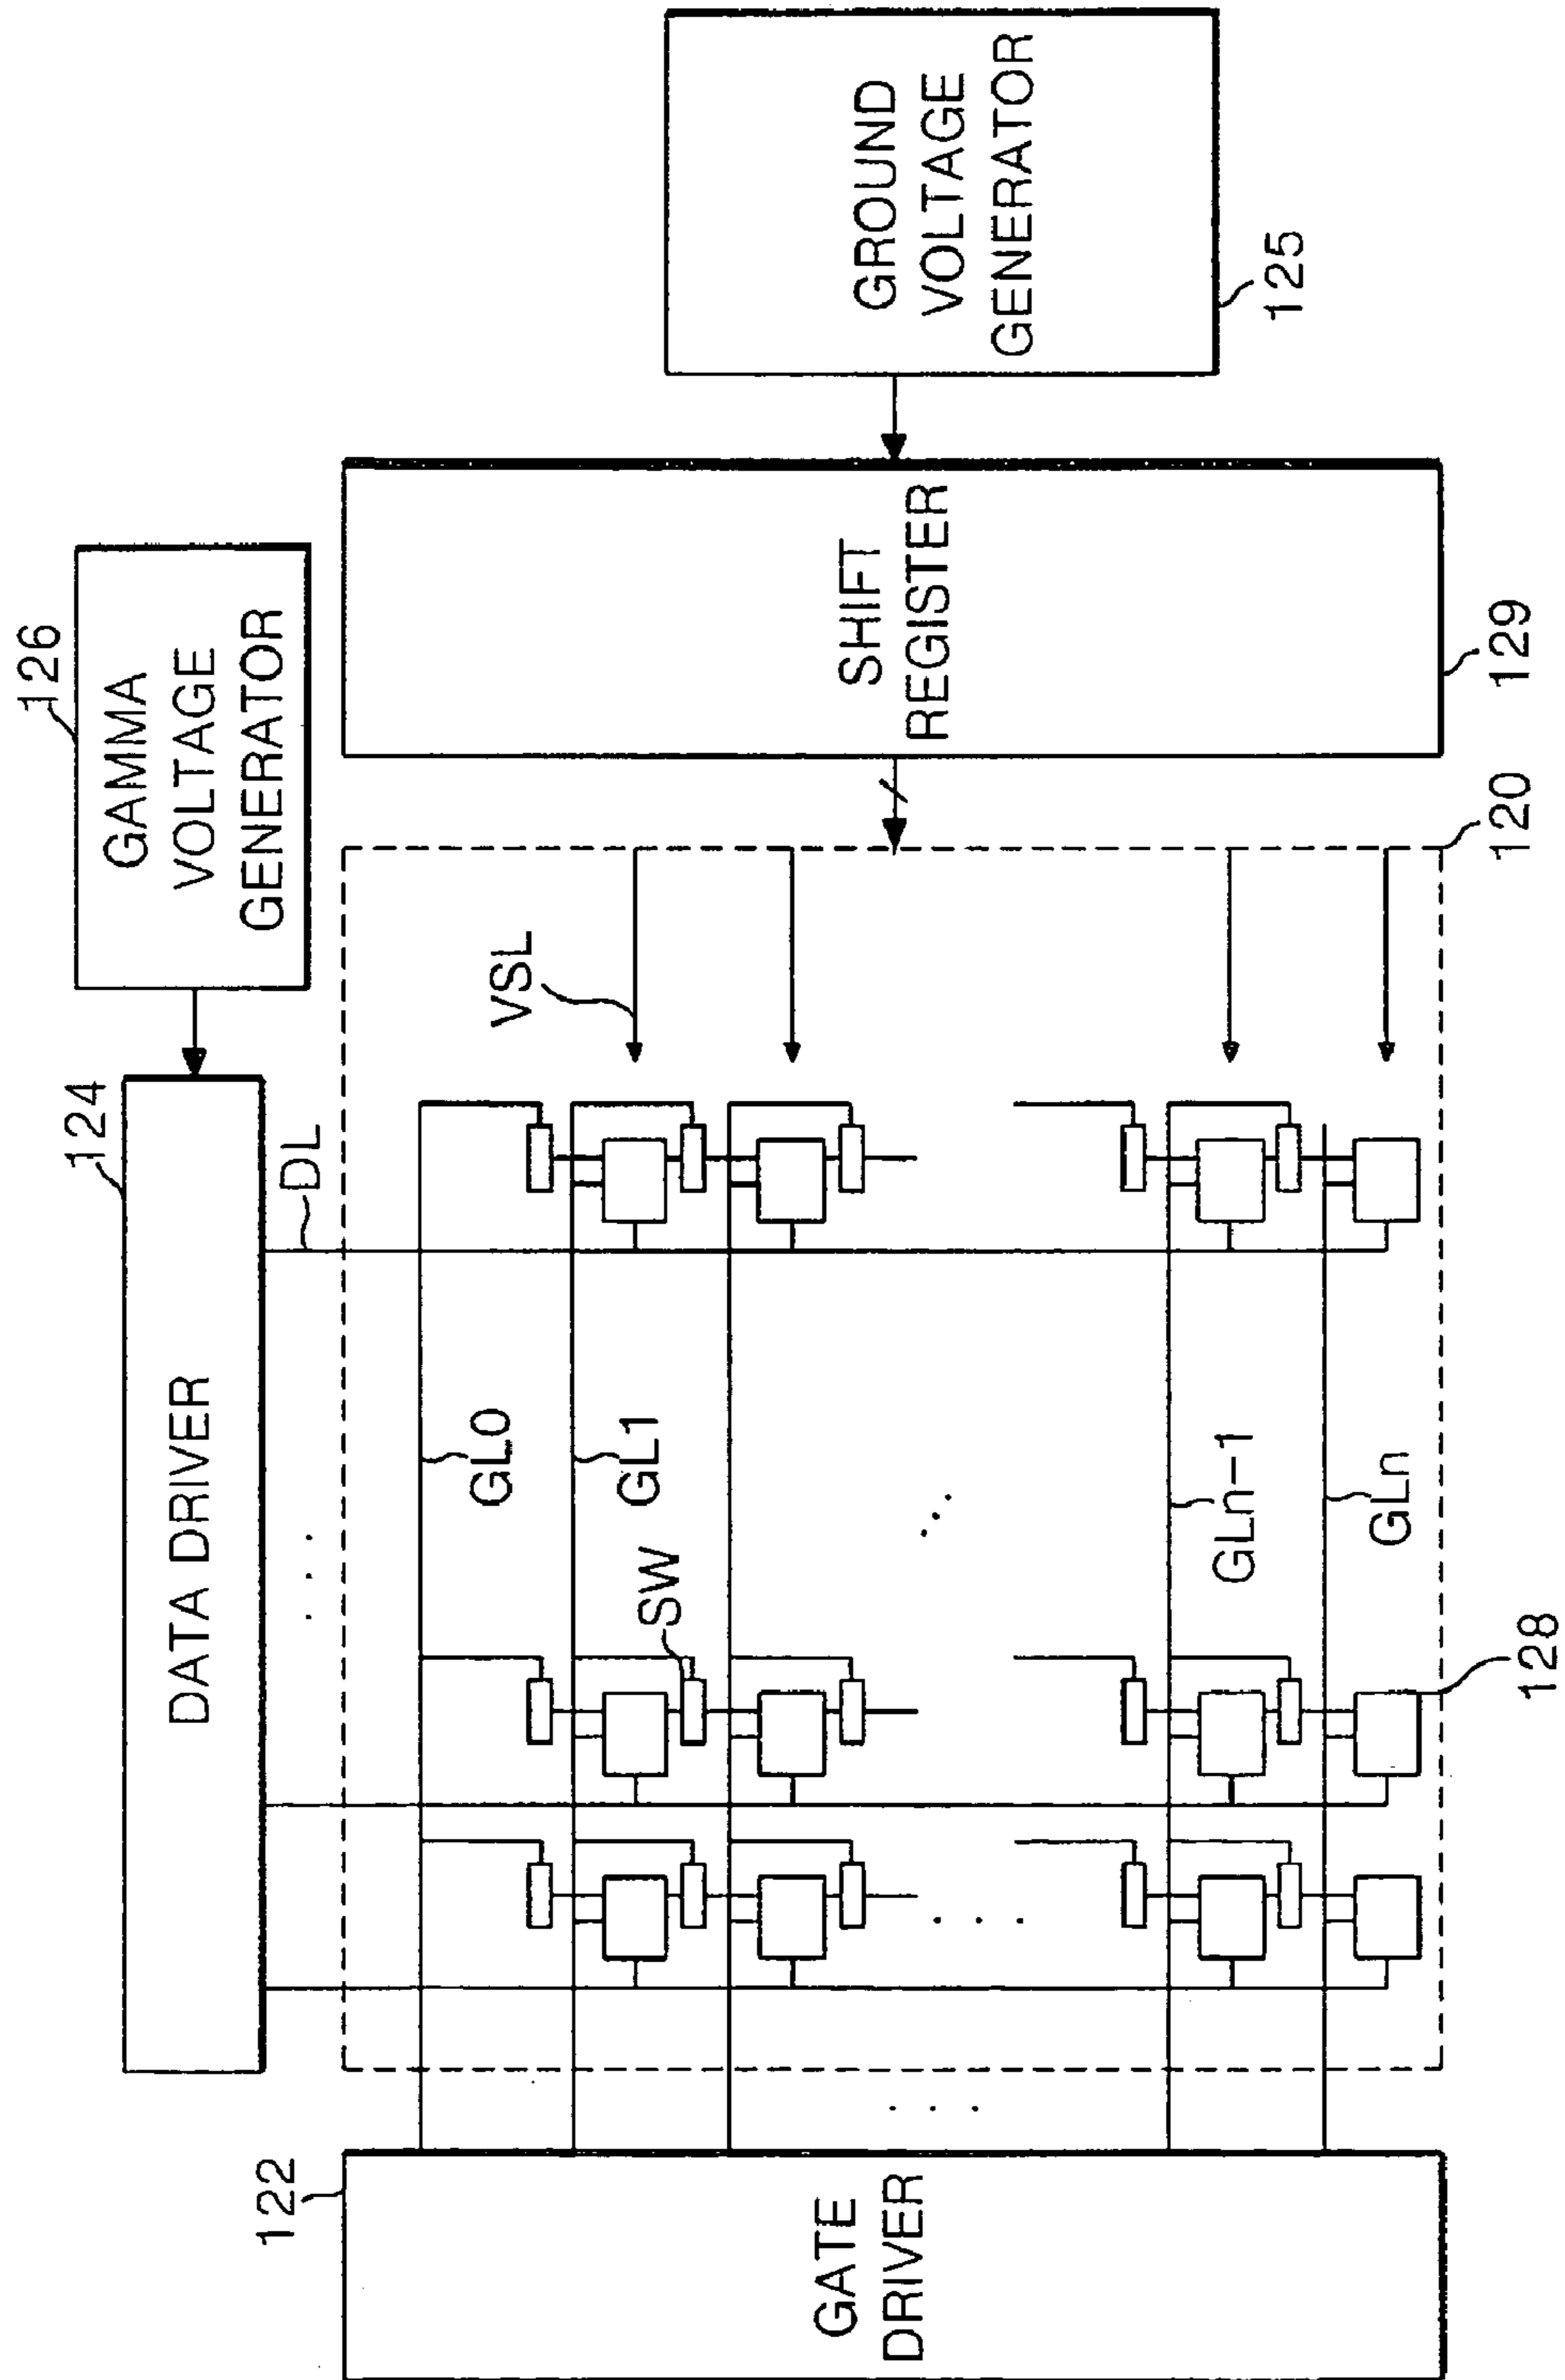 126
GAMMA
VOLTAGE
GENERATOR
124
DATA DRIVER
DL
122
GATE
DRIVER
GL0
GL1
SW
VSL
GLn-1
GLn
SHIFT
REGISTER
GROUND
VOLTAGE
GENERATOR
125
128
120
129